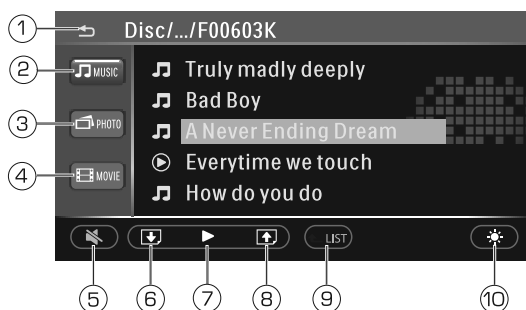 ① Disc/.../F00603K
② MUSIC
Truly madly deeply
Bad Boy
③ PHOTO
A Never Ending Dream
④ MOVIE
Everytime we touch
How do you do
LIST
⑤ ⑥ ⑦ ⑧ ⑨ ⑩